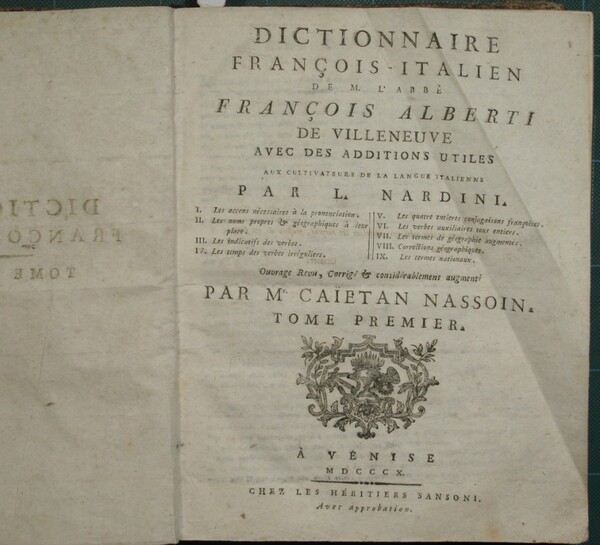 DICTIONNAIRE
FRANÇOIS-ITALIEN
DE M. L'ABBÉ
FRANÇOIS ALBERTI
DE VILLENEUVE
AVEC DES ADDITIONS UTILES
AUX CULTIVATEURS DE LA LANGUE ITALIENNE
PAR L. NARDINI.
I. Les accens nécessaires à la prononciation.
II. Les noms propres & géographiques à leur
place.
III. Les indicatifs des verbes.
IV. Les temps des verbes irréguliers.
V. Les quatre entieres conjugaisons françoises.
VI. Les verbes auxiliaires tous entiers.
VII. Les termes de géographie augmentés.
VIII. Corrections géographiques.
IX. Les termes nationaux.
Ouvrage Revu, Corrigé & considérablement augmenté
PAR Mr. CAÏETAN NASSOIN.
TOME PREMIER.
À VÉNISE
MDCCCX.
CHEZ LES HÉRITIERS SANSONI.
Avec Approbation.